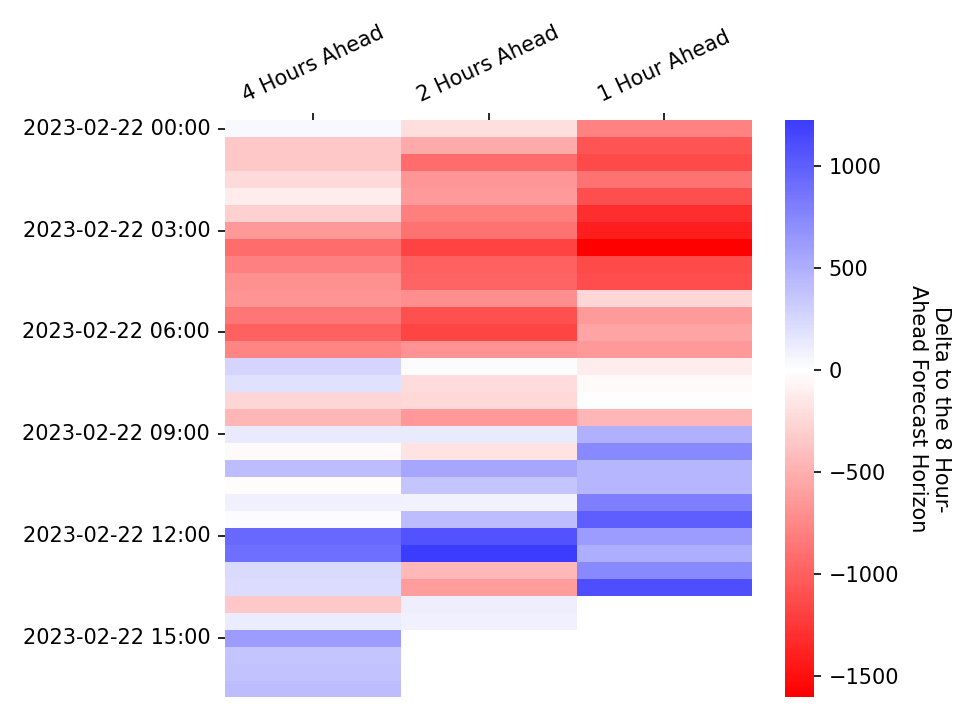 4 Hours Ahead
2 Hours Ahead
1 Hour Ahead
2023-02-22 00:00
2023-02-22 03:00
2023-02-22 06:00
2023-02-22 09:00
2023-02-22 12:00
2023-02-22 15:00
1000
500
0
−500
−1000
−1500
Delta to the 8 Hour-
Ahead Forecast Horizon